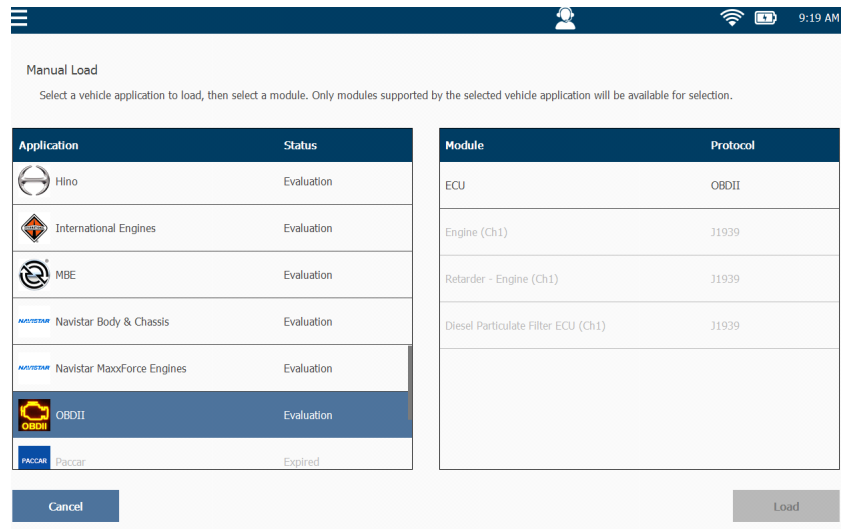 9:19 AM
Manual Load
Select a vehicle application to load, then select a module. Only modules supported by the selected vehicle application will be available for selection.
Application Status
Hino Evaluation
International Engines Evaluation
MBE Evaluation
NAVISTAR Navistar Body & Chassis Evaluation
NAVISTAR Navistar MaxxForce Engines Evaluation
OBDII OBDII Evaluation
PACCAR Paccar Expired
Module Protocol
ECU OBDII
Engine (Ch1) J1939
Retarder - Engine (Ch1) J1939
Diesel Particulate Filter ECU (Ch1) J1939
Cancel
Load